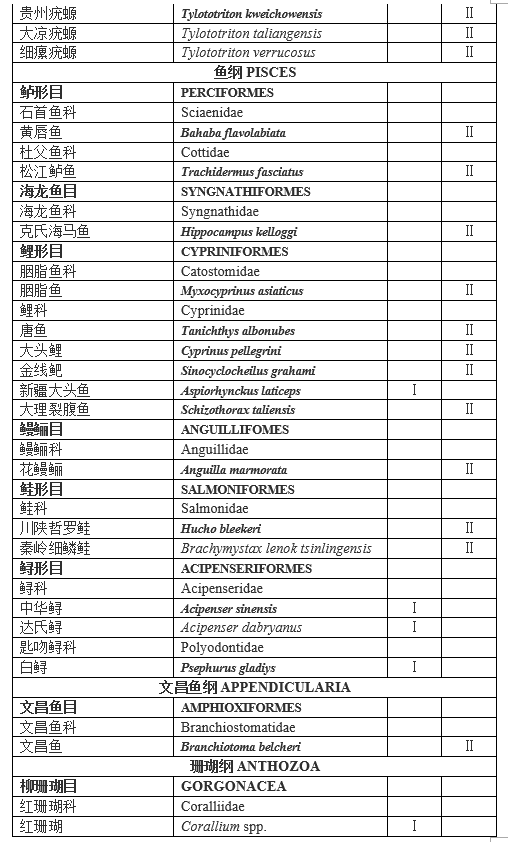 贵州疣螈 Tylototriton kweichowensis Ⅱ
大凉疣螈 Tylototriton taliangensis Ⅱ
细瘰疣螈 Tylototriton verrucosus Ⅱ
鱼纲 PISCES
鲈形目 PERCIFORMES
石首鱼科 Sciaenidae
黄唇鱼 Bahaba flavolabiata Ⅱ
杜父鱼科 Cottidae
松江鲈鱼 Trachidermus fasciatus Ⅱ
海龙鱼目 SYNGNATHIFORMES
海龙鱼科 Syngnathidae
克氏海马鱼 Hippocampus kelloggi Ⅱ
鲤形目 CYPRINIFORMES
胭脂鱼科 Catostomidae
胭脂鱼 Myxocyprinus asiaticus Ⅱ
鲤科 Cyprinidae
唐鱼 Tanichthys albonubes Ⅱ
大头鲤 Cyprinus pellegrini Ⅱ
金线鲃 Sinocyclocheilus grahami Ⅱ
新疆大头鱼 Aspiorhynckus laticeps Ⅰ
大理裂腹鱼 Schizothorax taliensis Ⅱ
鳗鲡目 ANGUILLIFOMES
鳗鲡科 Anguillidae
花鳗鲡 Anguilla marmorata Ⅱ
鲑形目 SALMONIFORMES
鲑科 Salmonidae
川陕哲罗鲑 Hucho bleekeri Ⅱ
秦岭细鳞鲑 Brachymystax lenok tsinlingensis Ⅱ
鲟形目 ACIPENSERIFORMES
鲟科 Acipenseridae
中华鲟 Acipenser sinensis Ⅰ
达氏鲟 Acipenser dabryanus Ⅰ
匙吻鲟科 Polyodontidae
白鲟 Psephurus gladiys Ⅰ
文昌鱼纲 APPENDICULARIA
文昌鱼目 AMPHIOXIFORMES
文昌鱼科 Branchiostomatidae
文昌鱼 Branchiotoma belcheri Ⅱ
珊瑚纲 ANTHOZOA
柳珊瑚目 GORGONACEA
红珊瑚科 Coralliidae
红珊瑚 Corallium spp. Ⅰ